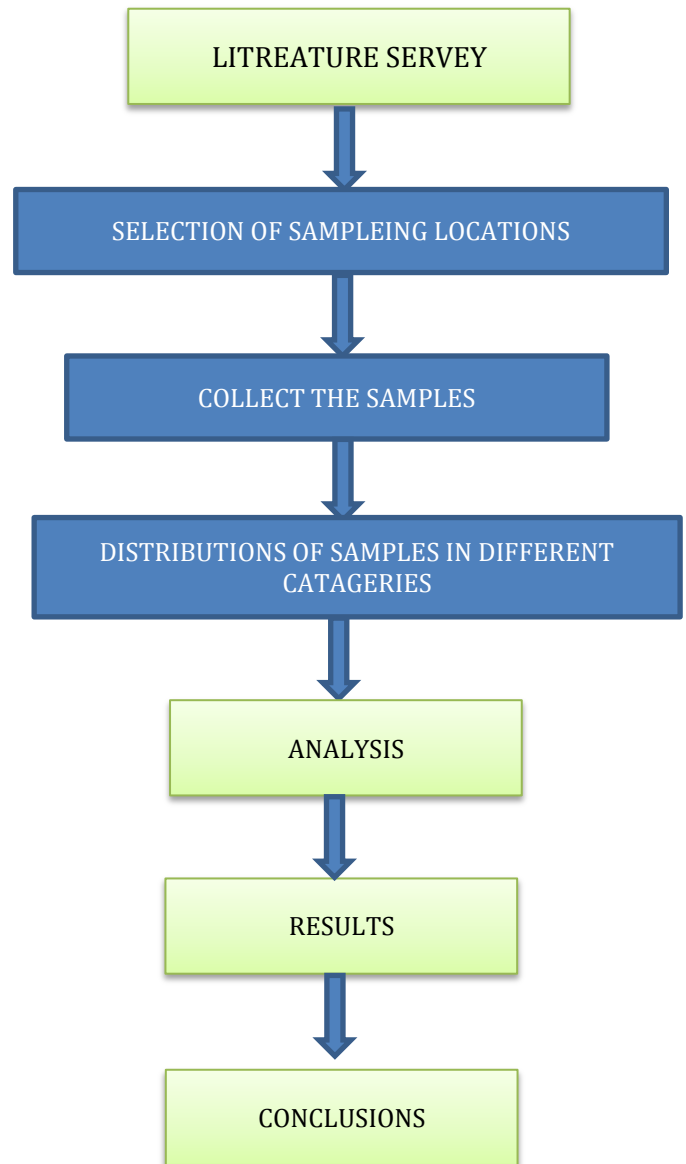 LITREATURE SERVEY
SELECTION OF SAMPLEING LOCATIONS
COLLECT THE SAMPLES
DISTRIBUTIONS OF SAMPLES IN DIFFERENT
CATAGERIES
ANALYSIS
RESULTS
CONCLUSIONS